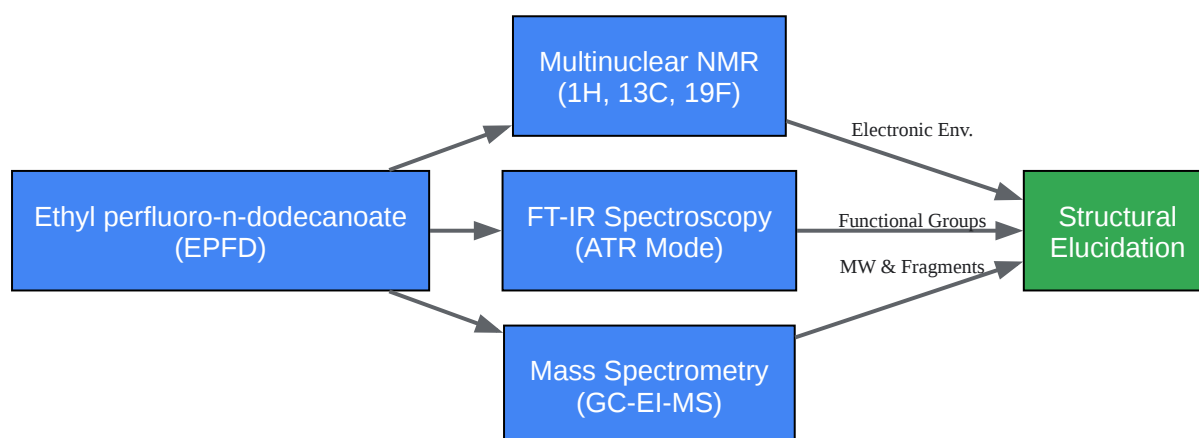 Multinuclear NMR
(1H, 13C, 19F)
Electronic Env.
Ethyl perfluoro-n-dodecanoate
(EPFD)
FT-IR Spectroscopy
(ATR Mode)
Functional Groups
Structural
Elucidation
MW & Fragments
Mass Spectrometry
(GC-EI-MS)